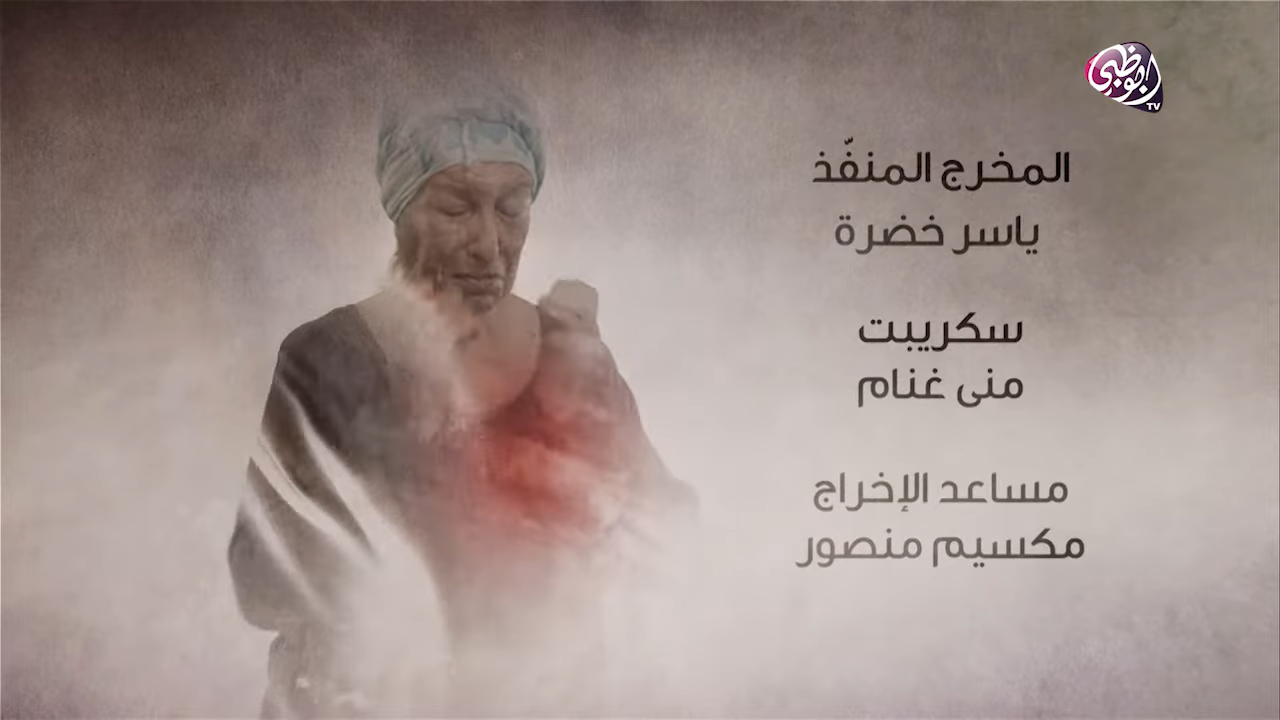 أبوظبي
TV
المخرج المنفّذ
ياسر خضرة
سكريبت
منى غنام
مساعد الإخراج
مكسيم منصور